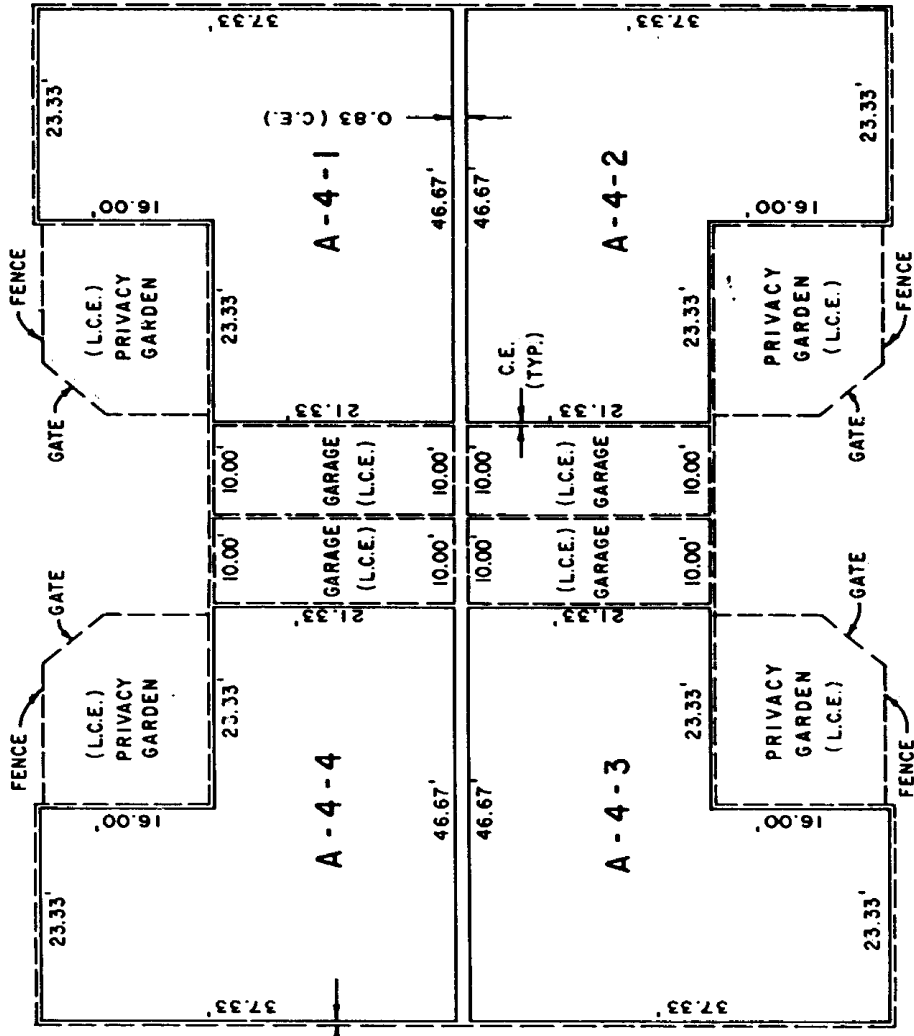 37.33'
23.33'
FENCE
16.00'
(L.C.E.)
PRIVACY
GARDEN
23.33'
GATE
0.83 (C.E.)
A-4-1
46.67'
21.33'
10.00'
GARAGE
(L.C.E.)
10.00'
10.00'
GARAGE
(L.C.E.)
10.00'
GATE
FENCE
(L.C.E.)
PRIVACY
GARDEN
23.33'
21.33'
16.00'
A-4-4
46.67'
23.33'
37.33'
37.33'
46.67'
A-4-2
16.00'
23.33'
C.E.
(TYP.)
21.33'
23.33'
PRIVACY
GARDEN
(L.C.E.)
FENCE
GATE
10.00'
(L.C.E.)
GARAGE
10.00'
10.00'
(L.C.E.)
GARAGE
10.00'
21.33'
23.33'
GATE
PRIVACY
GARDEN
(L.C.E.)
FENCE
46.67'
A-4-3
16.00'
23.33'
37.33'